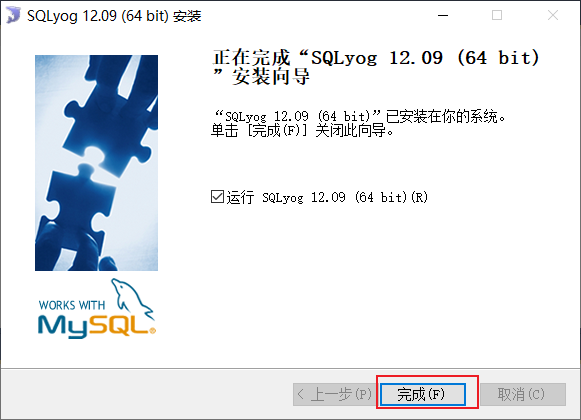 SQLyog 12.09 (64 bit) 安装
正在完成“SQLyog 12.09 (64 bit)
”安装向导
“SQLyog 12.09 (64 bit)”已安装在你的系统。
单击 [完成(F)] 关闭此向导。
运行 SQLyog 12.09 (64 bit)(R)
WORKS WITH
MySQL®
< 上一步(P)
完成(F)
取消(C)